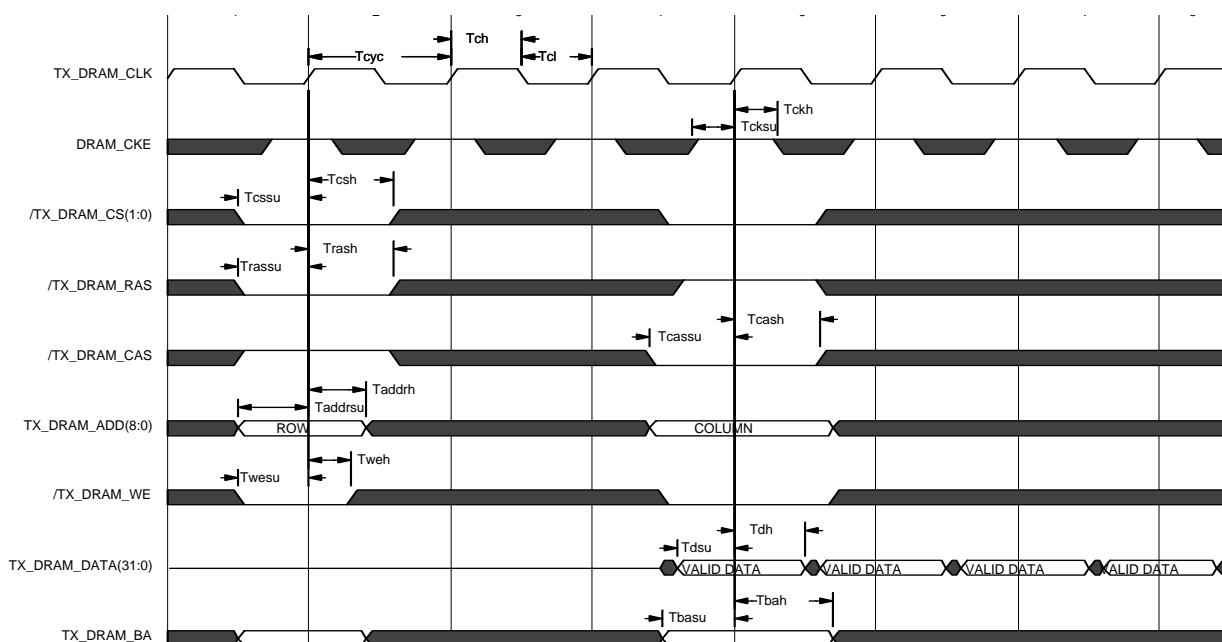 Tch
Tcyc
Tcl
TX_DRAM_CLK
Tckh
Tcksu
DRAM_CKE
Tcsh
Tcssu
/TX_DRAM_CS(1:0)
Trash
Trassu
/TX_DRAM_RAS
Tcash
Tcassu
/TX_DRAM_CAS
Taddrh
Taddrsu
TX_DRAM_ADD(8:0)
ROW
COLUMN
Tweh
Twesu
/TX_DRAM_WE
Tdh
Tdsu
TX_DRAM_DATA(31:0)
VALID DATA
VALID DATA
VALID DATA
VALID DATA
Tbah
Tbasu
TX_DRAM_BA